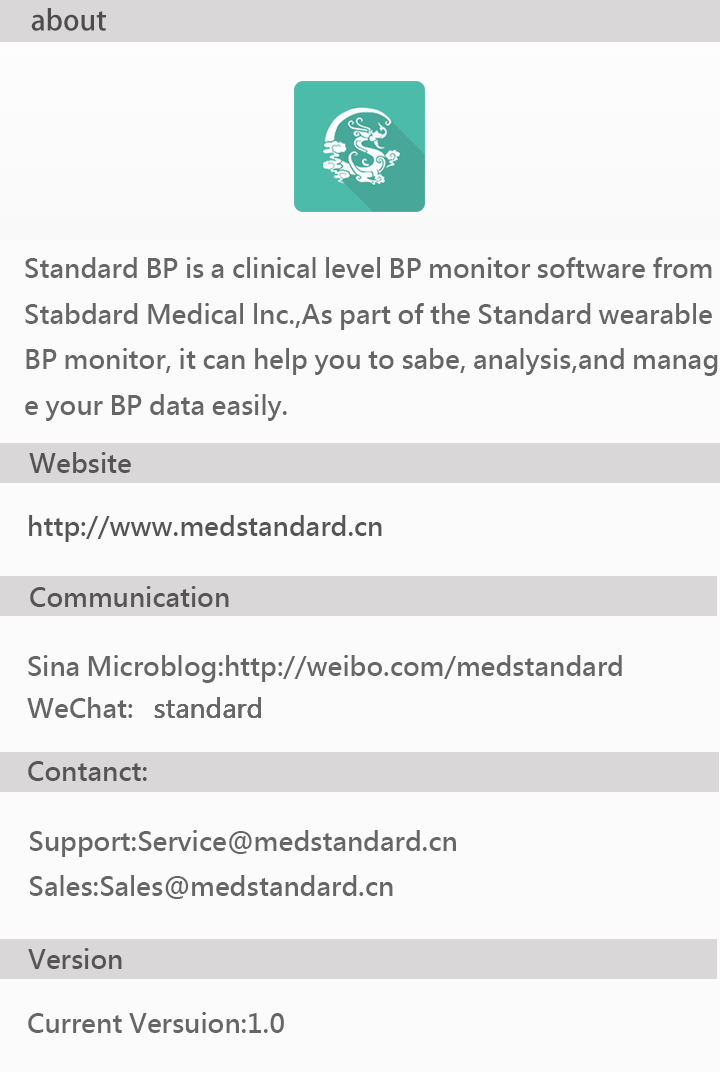 about
Standard BP is a clinical level BP monitor software from
Stabdard Medical lnc.,As part of the Standard wearable
BP monitor, it can help you to sabe, analysis,and manag
e your BP data easily.
Website
http://www.medstandard.cn
Communication
Sina Microblog:http://weibo.com/medstandard
WeChat: standard
Contanct:
Support:Service@medstandard.cn
Sales:Sales@medstandard.cn
Version
Current Versuion:1.0